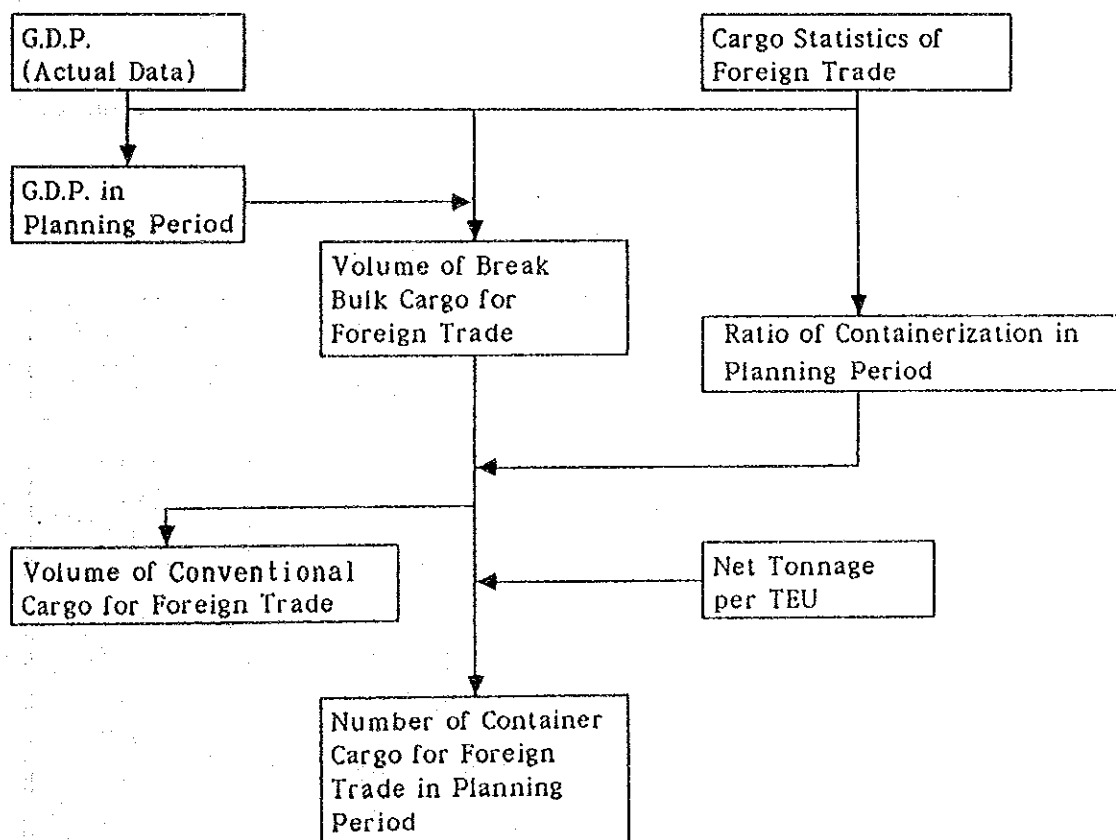 G.D.P.
(Actual Data)
Cargo Statistics of
Foreign Trade
G.D.P. in
Planning Period
Volume of Break
Bulk Cargo for
Foreign Trade
Ratio of Containerization in
Planning Period
Volume of Conventional
Cargo for Foreign Trade
Net Tonnage
per TEU
Number of Container
Cargo for Foreign
Trade in Planning
Period